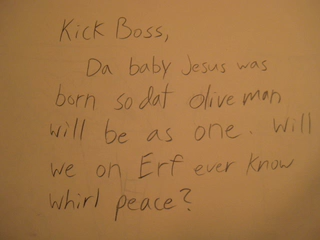 Kick Boss,
Da baby Jesus was
born so dat olive man
will be as one. Will
we on Erf ever know
whirl peace?